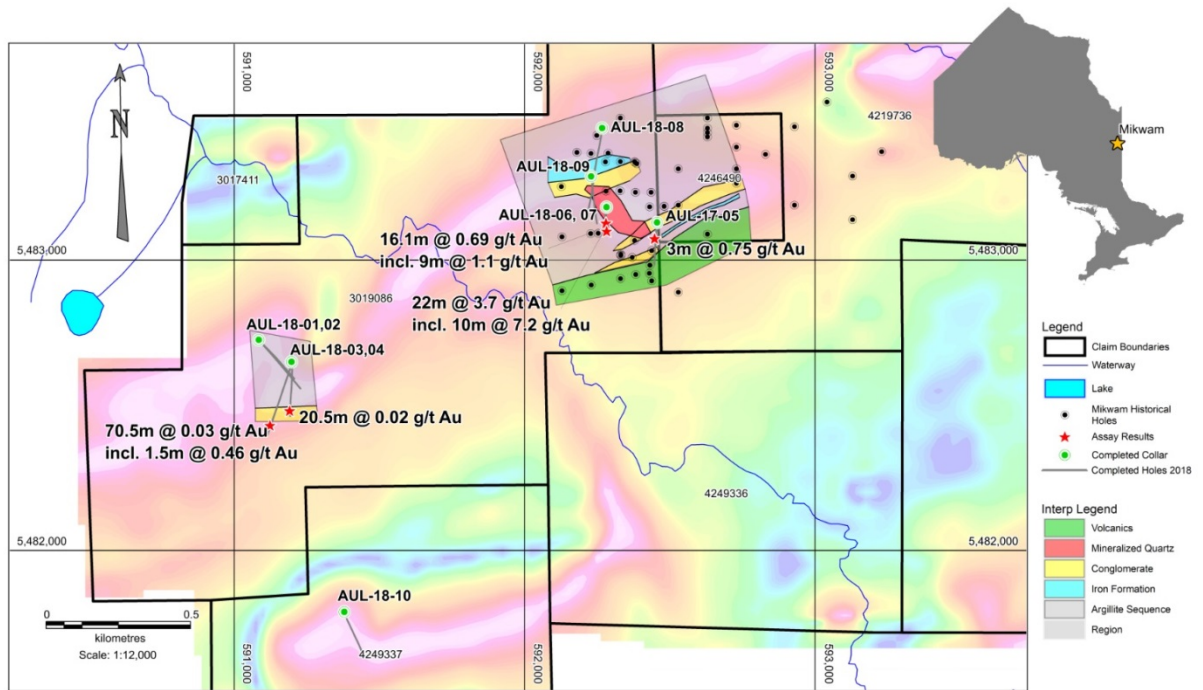 591,000
592,000
593,000
N
3017411
AUL-18-08
4219736
Mikwam
AUL-18-09
4246490
AUL-18-06, 07
AUL-17-05
16.1m @ 0.69 g/t Au
incl. 9m @ 1.1 g/t Au
3m @ 0.75 g/t Au
5,483,000
5,483,000
3019086
22m @ 3.7 g/t Au
incl. 10m @ 7.2 g/t Au
AUL-18-01,02
AUL-18-03,04
20.5m @ 0.02 g/t Au
70.5m @ 0.03 g/t Au
incl. 1.5m @ 0.46 g/t Au
4249336
5,482,000
5,482,000
AUL-18-10
4249337
0 0.5
kilometres
Scale: 1:12,000
591,000
592,000
593,000
Legend
Claim Boundaries
Waterway
Lake
Mikwam Historical
Holes
Assay Results
Completed Collar
Completed Holes 2018
Interp Legend
Volcanics
Mineralized Quartz
Conglomerate
Iron Formation
Argillite Sequence
Region